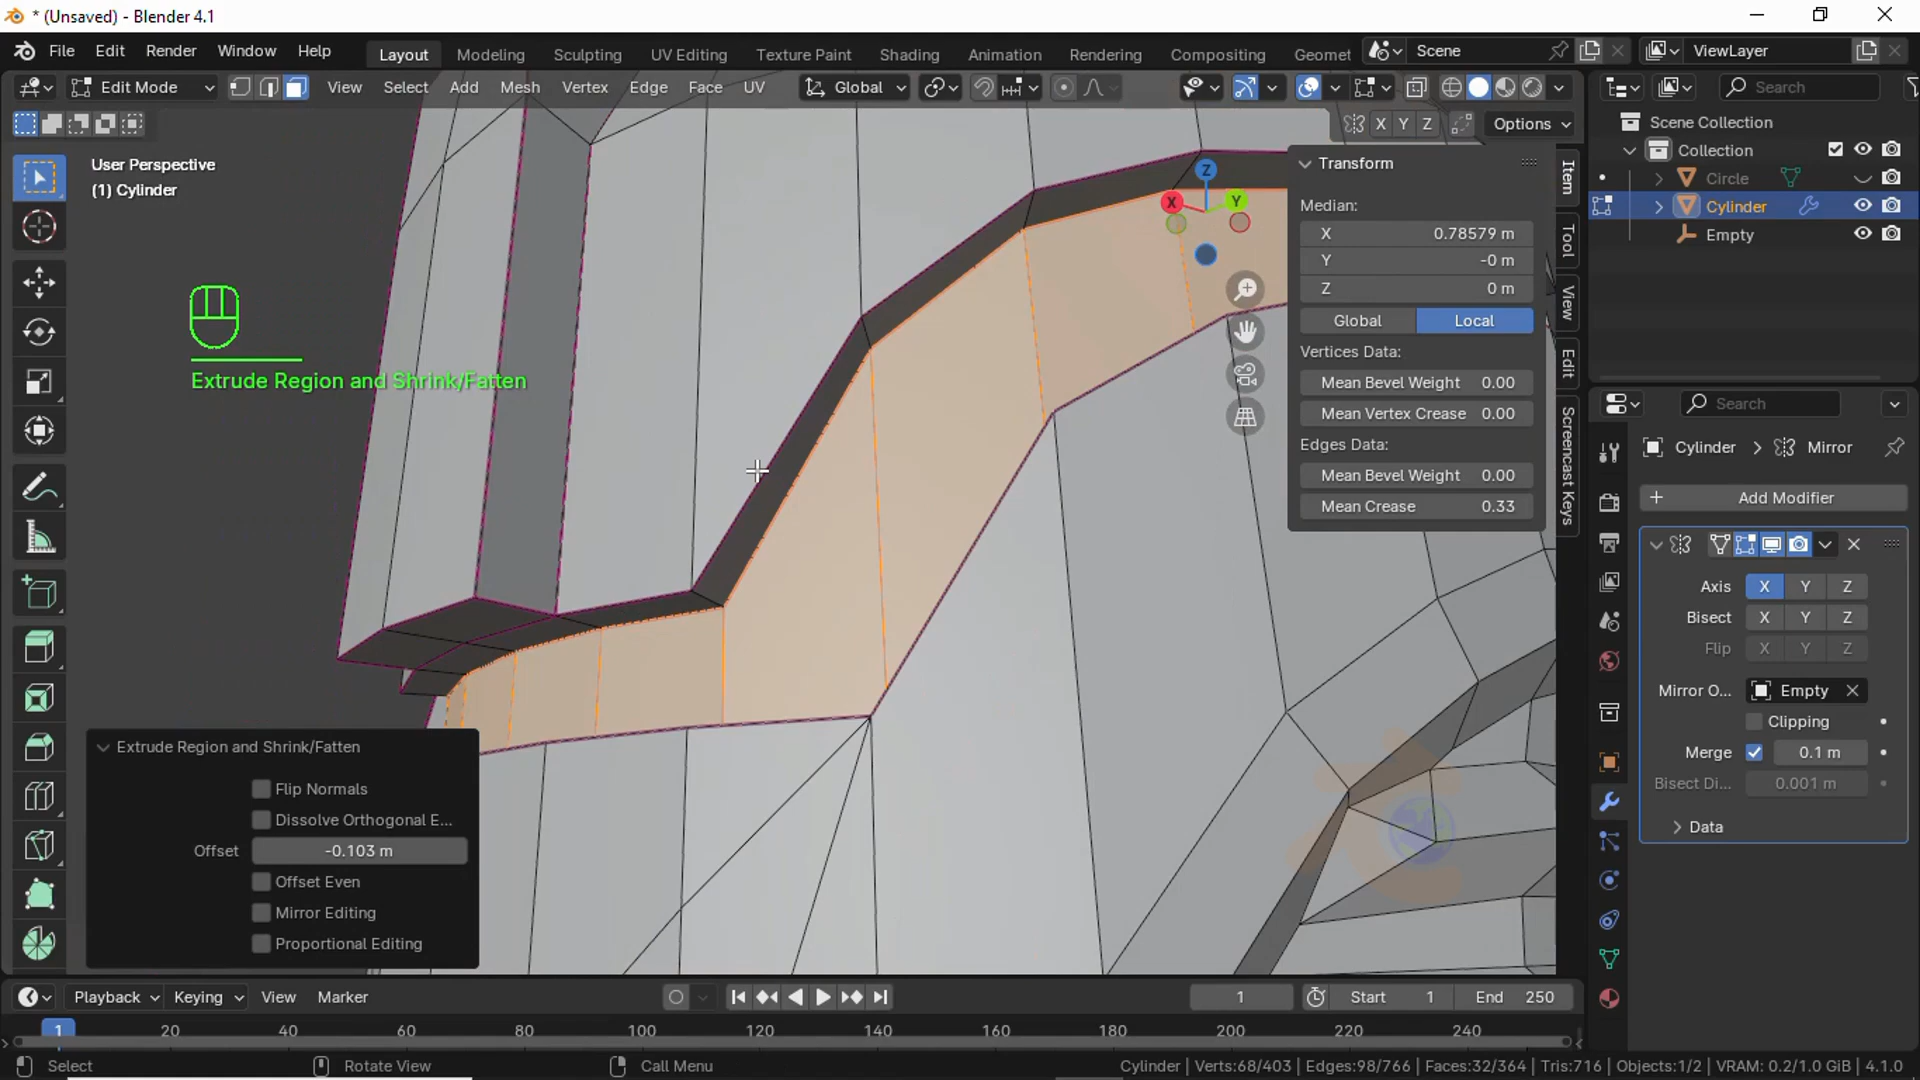 * (Unsaved) - Blender 4.1
File Edit Render Window Help Layout Modeling Sculpting UV Editing Texture Paint Shading Animation Rendering Compositing Geomet Scene ViewLayer
Edit Mode View Select Add Mesh Vertex Edge Face UV Global Search
X Y Z Options
User Perspective
(1) Cylinder
Extrude Region and Shrink/Fatten
Z
X
Y
Transform
Median:
X 0.78579 m
Y -0 m
Z 0 m
Global Local
Vertices Data:
Mean Bevel Weight 0.00
Mean Vertex Crease 0.00
Edges Data:
Mean Bevel Weight 0.00
Mean Crease 0.33
Item
Tool
View
Edit
Screencast Keys
Scene Collection
Collection
Circle
Cylinder
Empty
Search
Cylinder > Mirror
+ Add Modifier
Axis X Y Z
Bisect X Y Z
Flip X Y Z
Mirror O... Empty
Clipping
Merge 0.1 m
Bisect Di... 0.001 m
Data
Extrude Region and Shrink/Fatten
Flip Normals
Dissolve Orthogonal E...
Offset -0.103 m
Offset Even
Mirror Editing
Proportional Editing
Playback Keying View Marker 1 Start 1 End 250
1 20 40 60 80 100 120 140 160 180 200 220 240
Select Rotate View Call Menu Cylinder | Verts:68/403 | Edges:98/766 | Faces:32/364 | Tris:716 | Objects:1/2 | VRAM: 0.2/1.0 GiB | 4.1.0